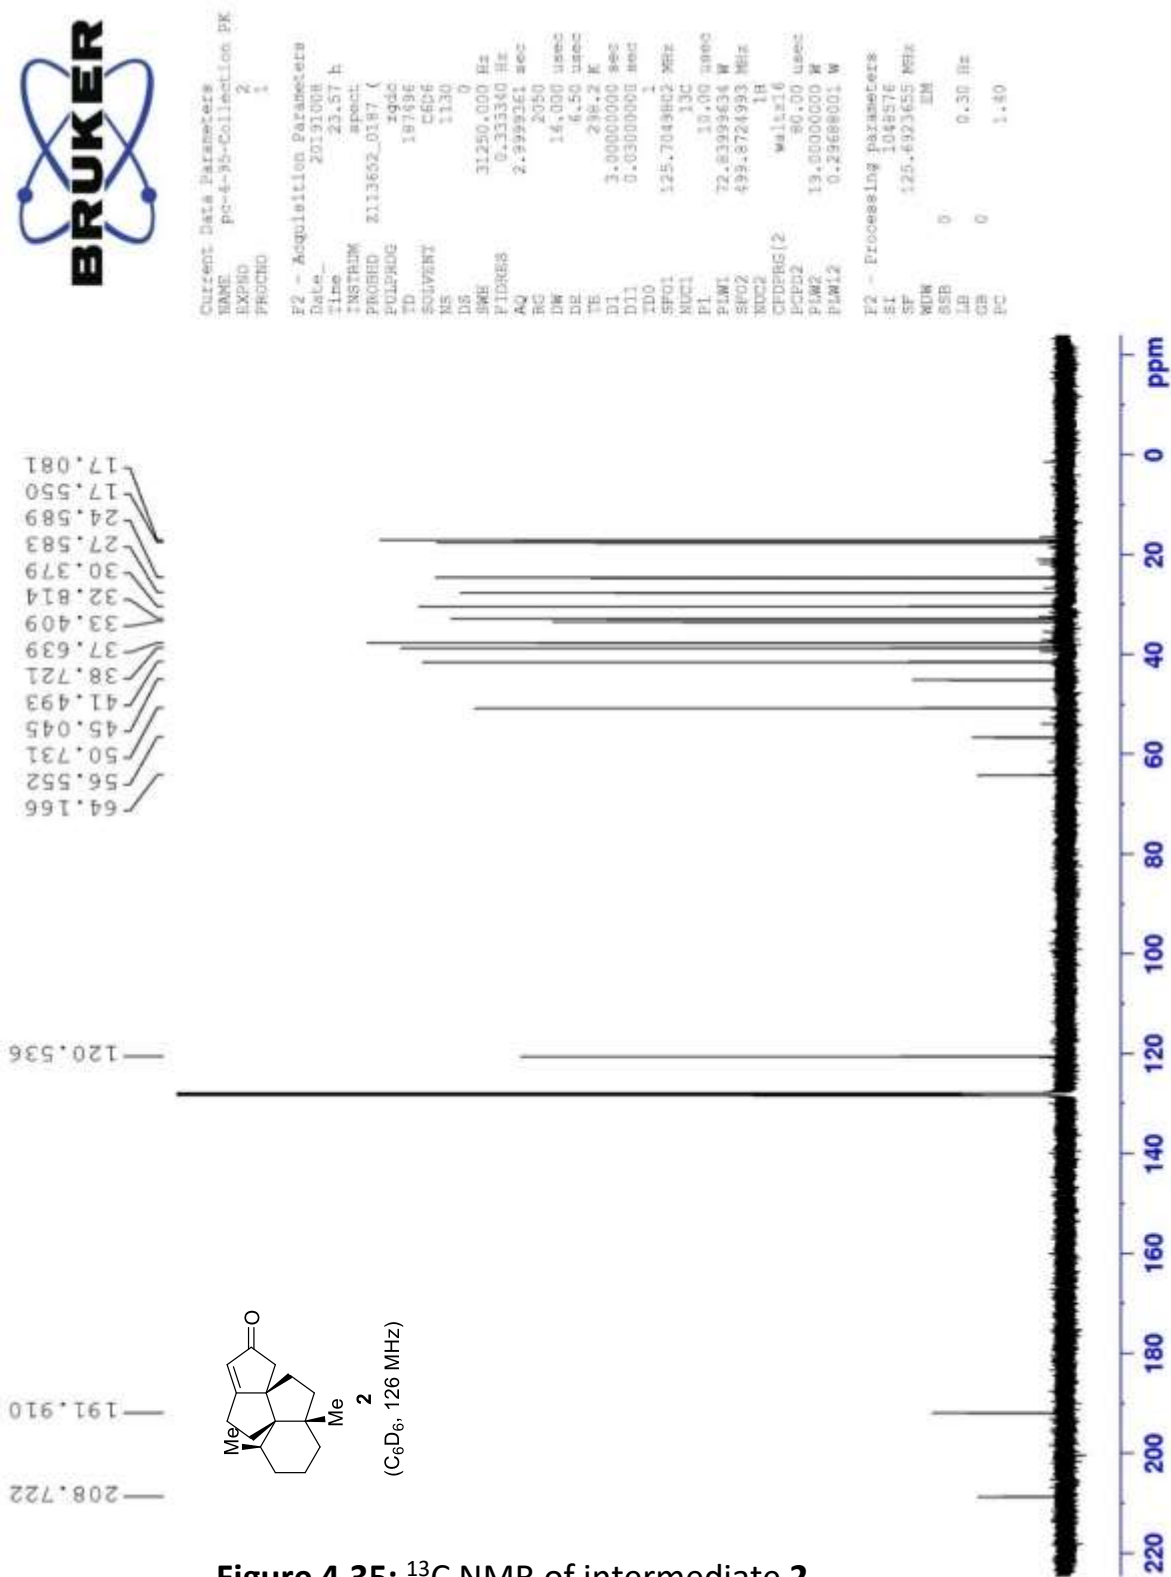 BRUKER
Current Data Parameters
NAME pc-4-95-Collection PK
EXPNO 2
PROCNO 1
F2 - Acquisition Parameters
Date_ 20191008
Time 23.57 h
INSTRUM spect
PROBHD Z113652_0187 (
PULPROG zgdc
TD 187496
SOLVENT C6D6
NS 1130
DS 0
SWH 31250.000 Hz
FIDRES 0.333340 Hz
AQ 2.9999361 sec
RG 2050
DW 16.000 usec
DE 6.50 usec
TE 298.2 K
D1 3.00000000 sec
D11 0.03000000 sec
TD0 1
SFO1 125.7049802 MHz
NUC1 13C
P1 10.00 usec
PLW1 72.83999634 W
SFO2 499.8724993 MHz
NUC2 1H
CPDPRG[2 waltz16
PCPD2 80.00 usec
PLW2 19.00000000 W
PLW12 0.29688001 W
F2 - Processing parameters
SI 1048576
SF 125.6923655 MHz
WDW EM
SSB 0
LB 0.30 Hz
GB 0
PC 1.40
208.722
191.910
120.536
64.166
56.552
50.731
45.045
41.493
38.721
37.639
33.409
32.814
30.379
27.583
24.589
17.550
17.081
O
Me
Me
2
(C6D6, 126 MHz)
220 200 180 160 140 120 100 80 60 40 20 0 ppm
Figure 4.35: 13C NMR of intermediate 2